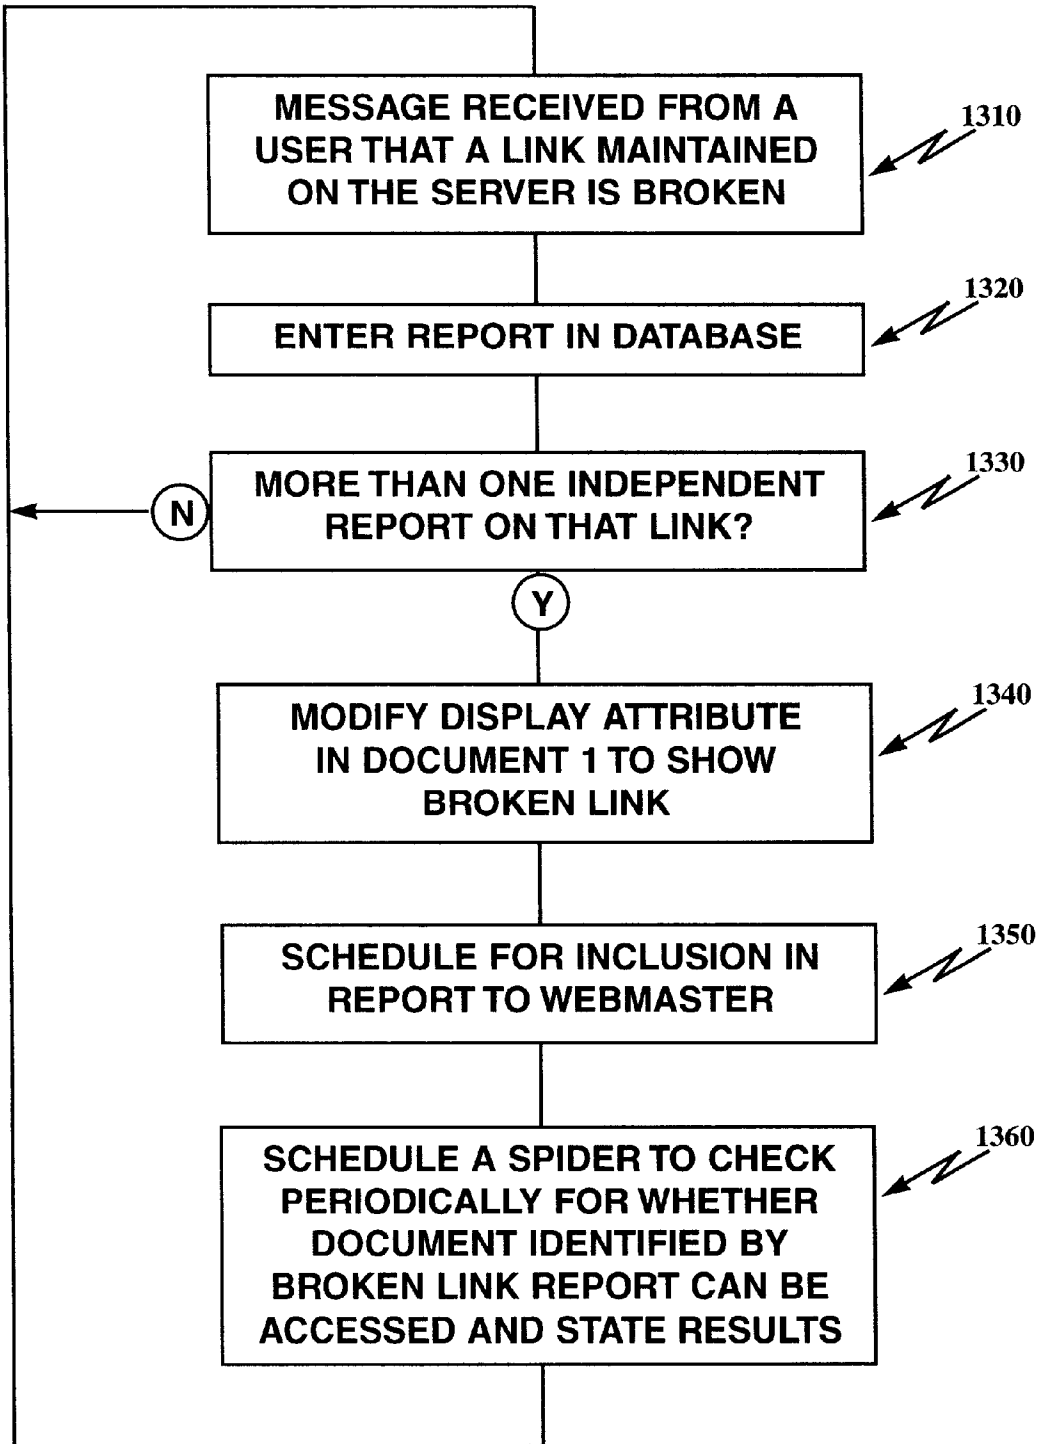 MESSAGE RECEIVED FROM A
USER THAT A LINK MAINTAINED
ON THE SERVER IS BROKEN
1310
ENTER REPORT IN DATABASE
1320
MORE THAN ONE INDEPENDENT
REPORT ON THAT LINK?
1330
N
Y
MODIFY DISPLAY ATTRIBUTE
IN DOCUMENT 1 TO SHOW
BROKEN LINK
1340
SCHEDULE FOR INCLUSION IN
REPORT TO WEBMASTER
1350
SCHEDULE A SPIDER TO CHECK
PERIODICALLY FOR WHETHER
DOCUMENT IDENTIFIED BY
BROKEN LINK REPORT CAN BE
ACCESSED AND STATE RESULTS
1360